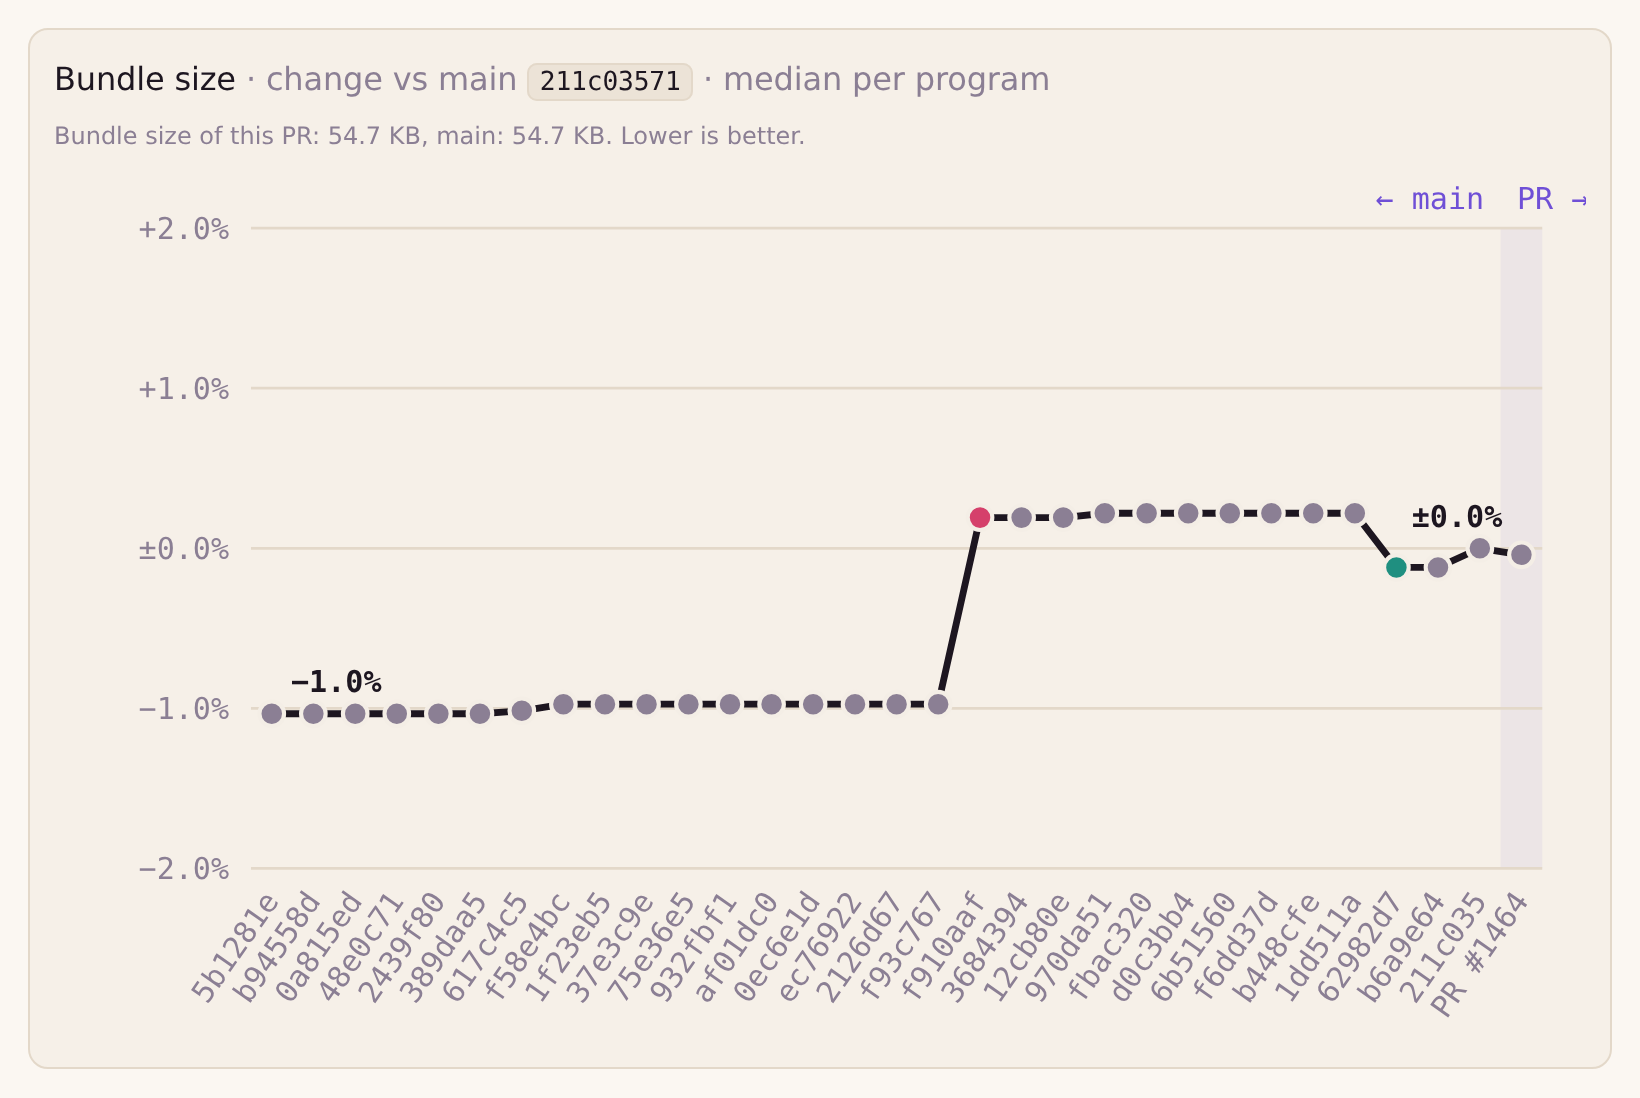 Bundle size · change vs main 211c03571 · median per program
Bundle size of this PR: 54.7 KB, main: 54.7 KB. Lower is better.
← main PR →
+2.0%
+1.0%
±0.0%
−1.0%
−2.0%
−1.0%
±0.0%
5b1281e
b94558d
0a815ed
48e0c71
2439f80
389daa5
617c4c5
f58e4bc
1f23eb5
37e3c9e
75e36e5
932fbf1
af01dc0
0ec6e1d
ec76922
2126d67
f93c767
f910aaf
3684394
12cb80e
970da51
fbac320
d0c3bb4
6b51560
f6dd37d
b448cfe
1dd511a
62982d7
b6a9e64
211c035
PR #1464